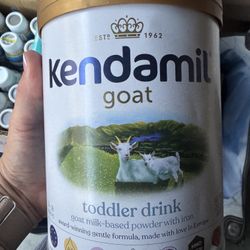 ESTD 1962
Kendamil
goat
toddler drink
goat milk-based powder with iron
award-winning gentle formula, made with love in Europe